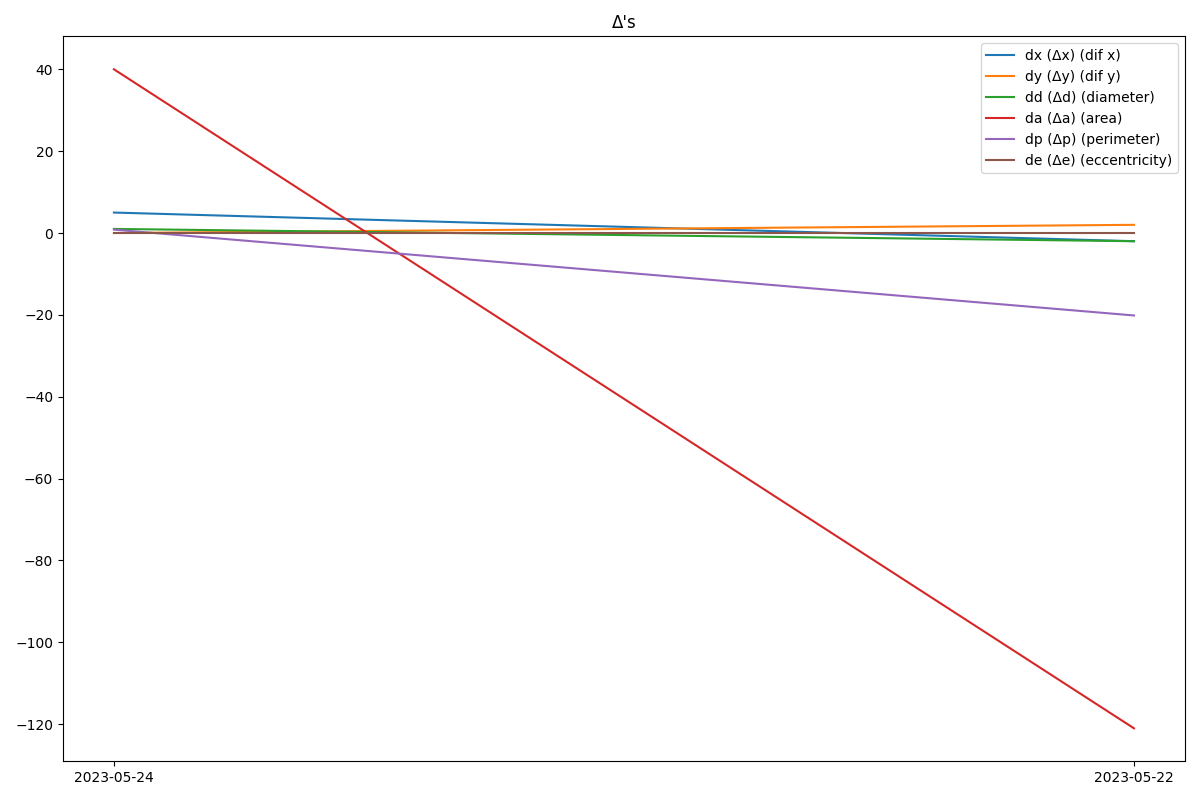 Δ's
dx (Δx) (dif x)
dy (Δy) (dif y)
dd (Δd) (diameter)
da (Δa) (area)
dp (Δp) (perimeter)
de (Δe) (eccentricity)
40
20
0
−20
−40
−60
−80
−100
−120
2023-05-24 2023-05-22